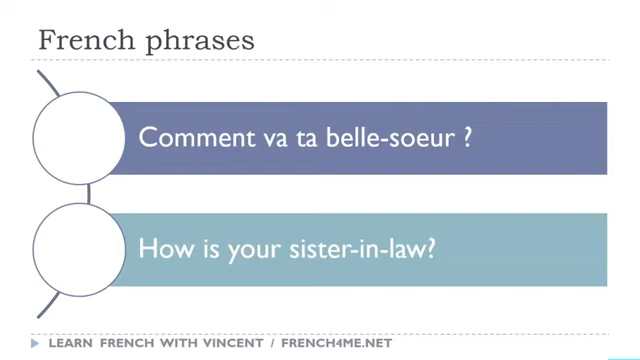 French phrases
Comment va ta belle-soeur ?
How is your sister-in-law?
LEARN FRENCH WITH VINCENT / FRENCH4ME.NET